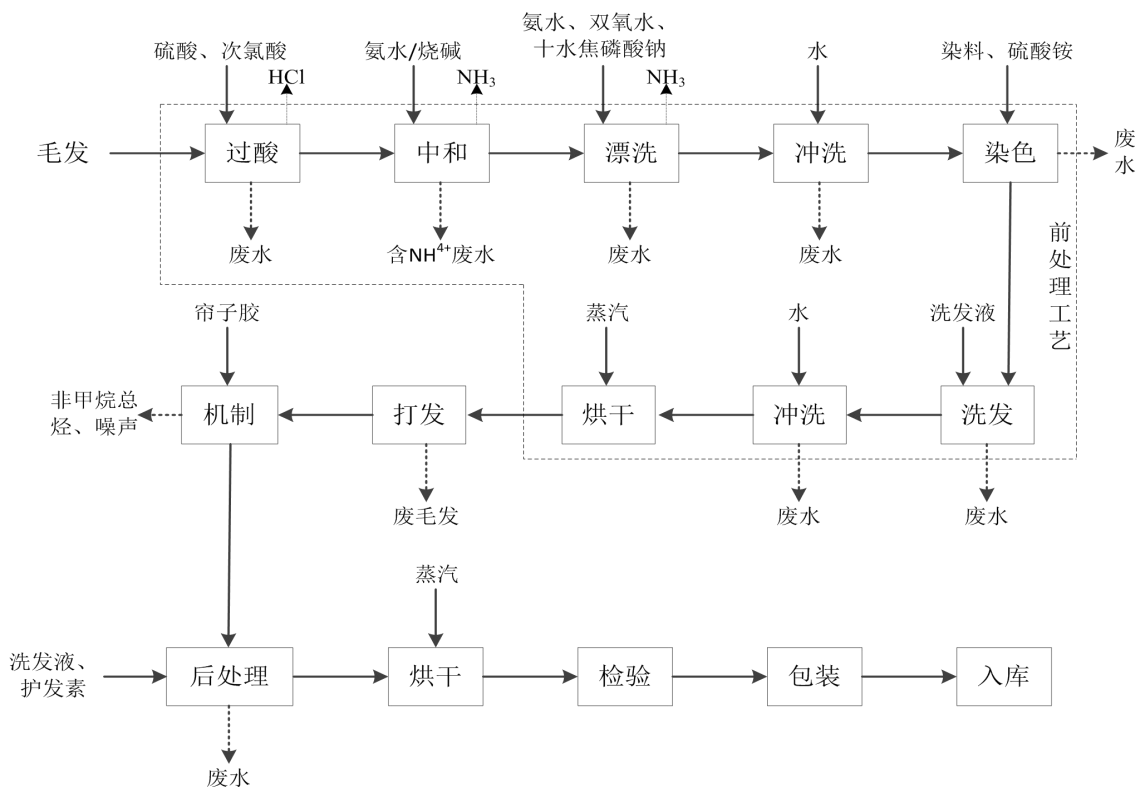 硫酸、次氯酸
HCl
氨水/烧碱
NH₃
氨水、双氧水、
十水焦磷酸钠
NH₃
水
染料、硫酸铵
毛发
过酸
中和
漂洗
冲洗
染色
废
水
废水
含NH⁴⁺废水
废水
废水
前
处
理
工
艺
帘子胶
蒸汽
水
洗发液
非甲烷总
烃、噪声
机制
打发
烘干
冲洗
洗发
废毛发
废水
废水
蒸汽
洗发液、
护发素
后处理
烘干
检验
包装
入库
废水